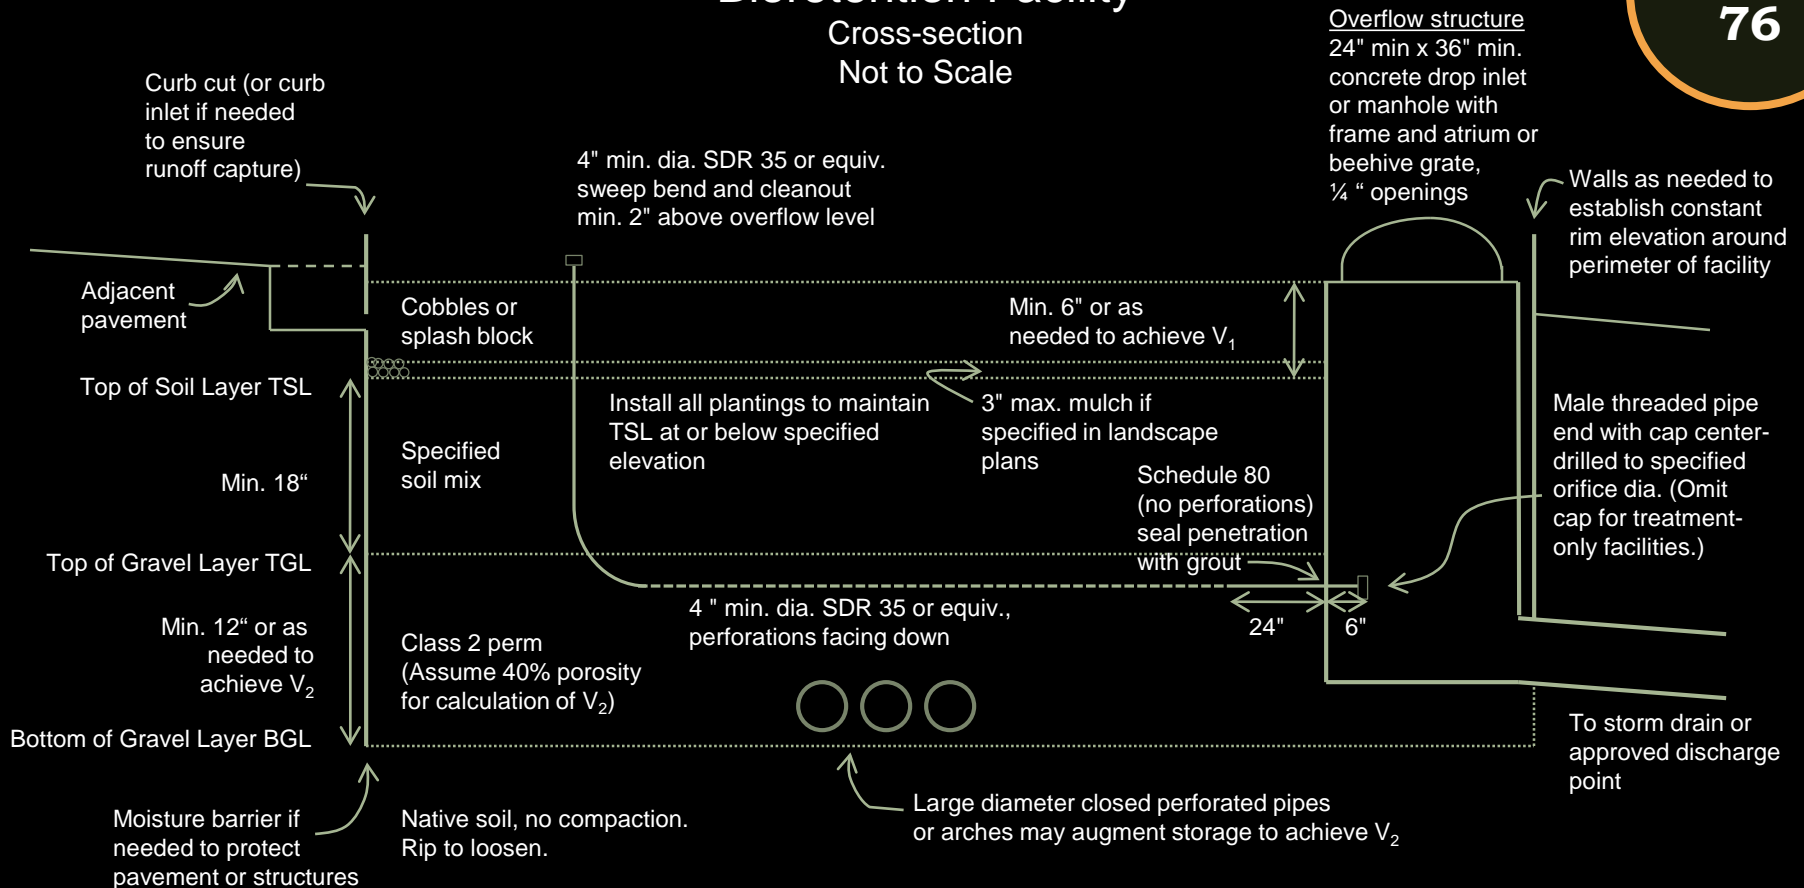 Bioretention Facility
Cross-section
Not to Scale
76
Overflow structure
24" min x 36" min.
concrete drop inlet
or manhole with
frame and atrium or
beehive grate,
¼ “ openings
Curb cut (or curb
inlet if needed
to ensure
runoff capture)
4" min. dia. SDR 35 or equiv.
sweep bend and cleanout
min. 2" above overflow level
Walls as needed to
establish constant
rim elevation around
perimeter of facility
Adjacent
pavement
Cobbles or
splash block
Min. 6" or as
needed to achieve V1
Top of Soil Layer TSL
Install all plantings to maintain
TSL at or below specified
elevation
3" max. mulch if
specified in landscape
plans
Male threaded pipe
end with cap center-
drilled to specified
orifice dia. (Omit
cap for treatment-
only facilities.)
Min. 18“
Specified
soil mix
Schedule 80
(no perforations)
seal penetration
with grout
Top of Gravel Layer TGL
4 " min. dia. SDR 35 or equiv.,
perforations facing down
24"
6"
Min. 12“ or as
needed to
achieve V2
Class 2 perm
(Assume 40% porosity
for calculation of V2)
Bottom of Gravel Layer BGL
To storm drain or
approved discharge
point
Moisture barrier if
needed to protect
pavement or structures
Native soil, no compaction.
Rip to loosen.
Large diameter closed perforated pipes
or arches may augment storage to achieve V2